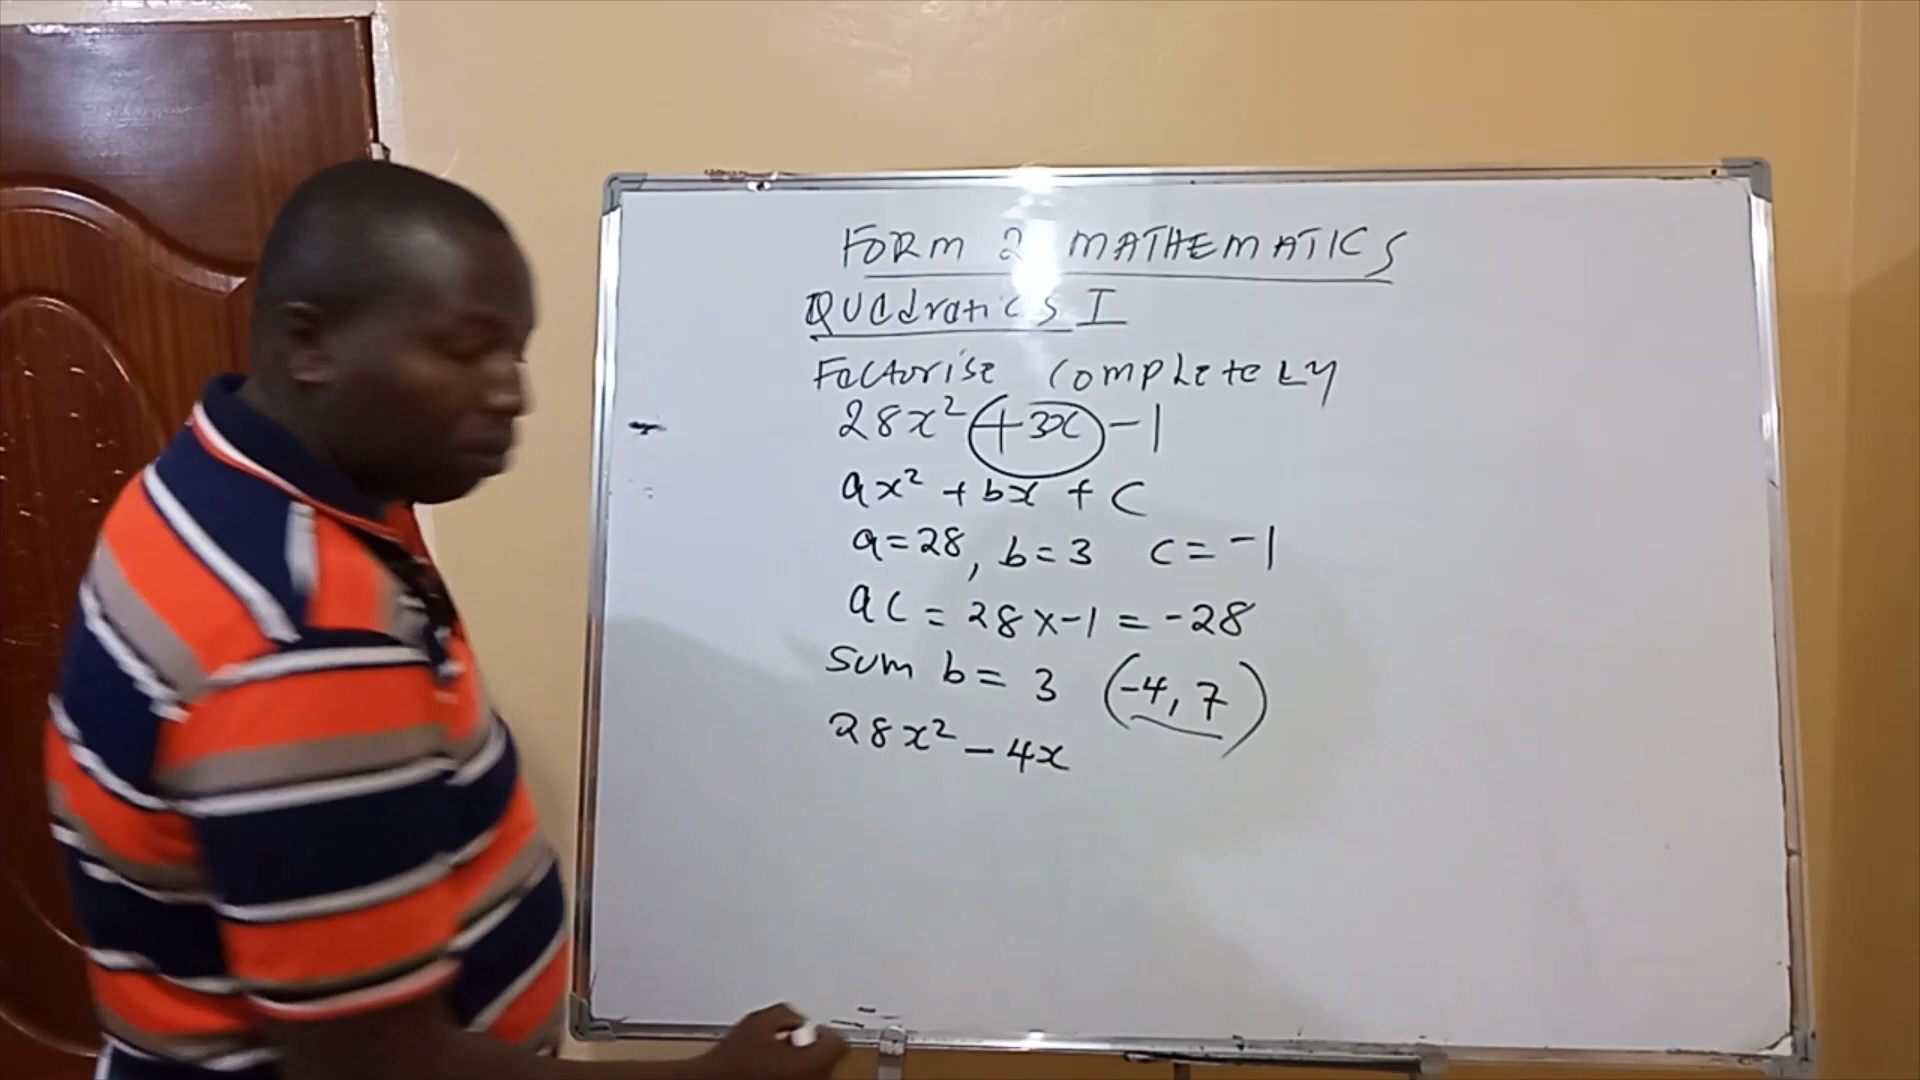 FORM 2 MATHEMATICS
QUadratics I
Factorise completely
28x² +3x -1
ax² + bx + c
a=28, b=3 c=-1
ac = 28x-1 = -28
Sum b = 3 (-4, 7)
28x² - 4x